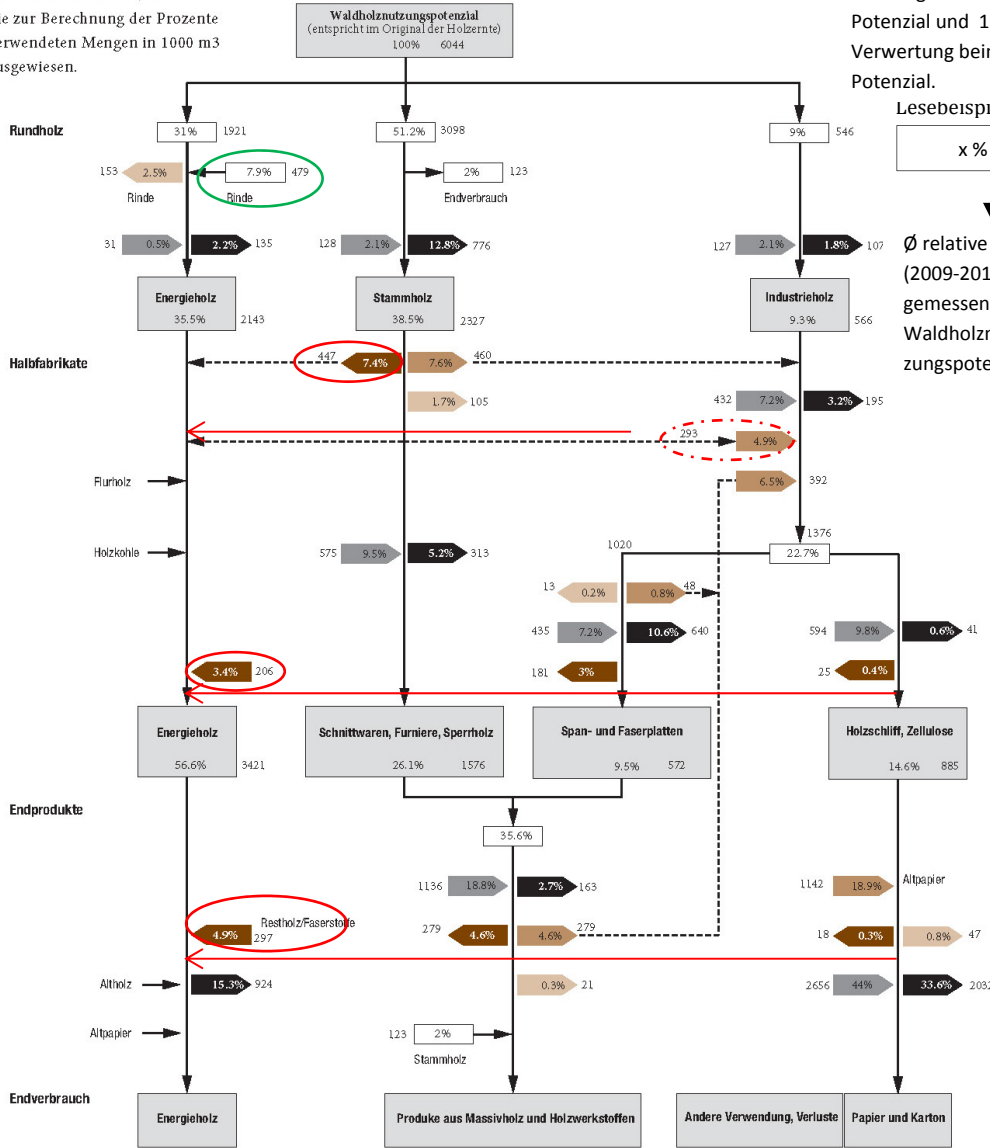 ie zur Berechnung der Prozente
erwendeten Mengen in 1000 m3
usgewiesen.
Waldholznutzungspotenzial
(entspricht im Original der Holzernte)
100% 6044
Potenzial und 1
Verwertung bei
Potenzial.
Lesebeispr
x %
Ø relative
(2009-201
gemessen
Waldholzr
zungspote
Rundholz
31% 1921
51.2% 3098
9% 546
153 2.5%
7.9% 479
2% 123
Rinde
Rinde
Endverbrauch
31 0.5% 2.2% 135
128 2.1% 12.8% 776
127 2.1% 1.8% 107
Energieholz
35.5% 2143
Stammholz
38.5% 2327
Industrieholz
9.3% 566
Halbfabrikate
447 7.4% 7.6% 460
1.7% 105
432 7.2% 3.2% 195
293 4.9%
Flurholz
6.5% 392
1376
Holzkohle
575 9.5% 5.2% 313
1020
22.7%
13 0.2% 0.8% 48
435 7.2% 10.6% 640
594 9.8% 0.6% 41
3.4% 206
181 3%
25 0.4%
Energieholz
56.6% 3421
Schnittwaren, Furniere, Sperrholz
26.1% 1576
Span- und Faserplatten
9.5% 572
Holzschliff, Zellulose
14.6% 885
Endprodukte
35.6%
1136 18.8% 2.7% 163
1142 18.9% Altpapier
Restholz/Faserstoffe
4.9% 297
279 4.6% 4.6% 279
18 0.3% 0.8% 47
Altholz 15.3% 924
0.3% 21
2656 44% 33.6% 2032
Altpapier
123 2%
Stammholz
Endverbrauch
Energieholz
Produke aus Massivholz und Holzwerkstoffen
Andere Verwendung, Verluste
Papier und Karton